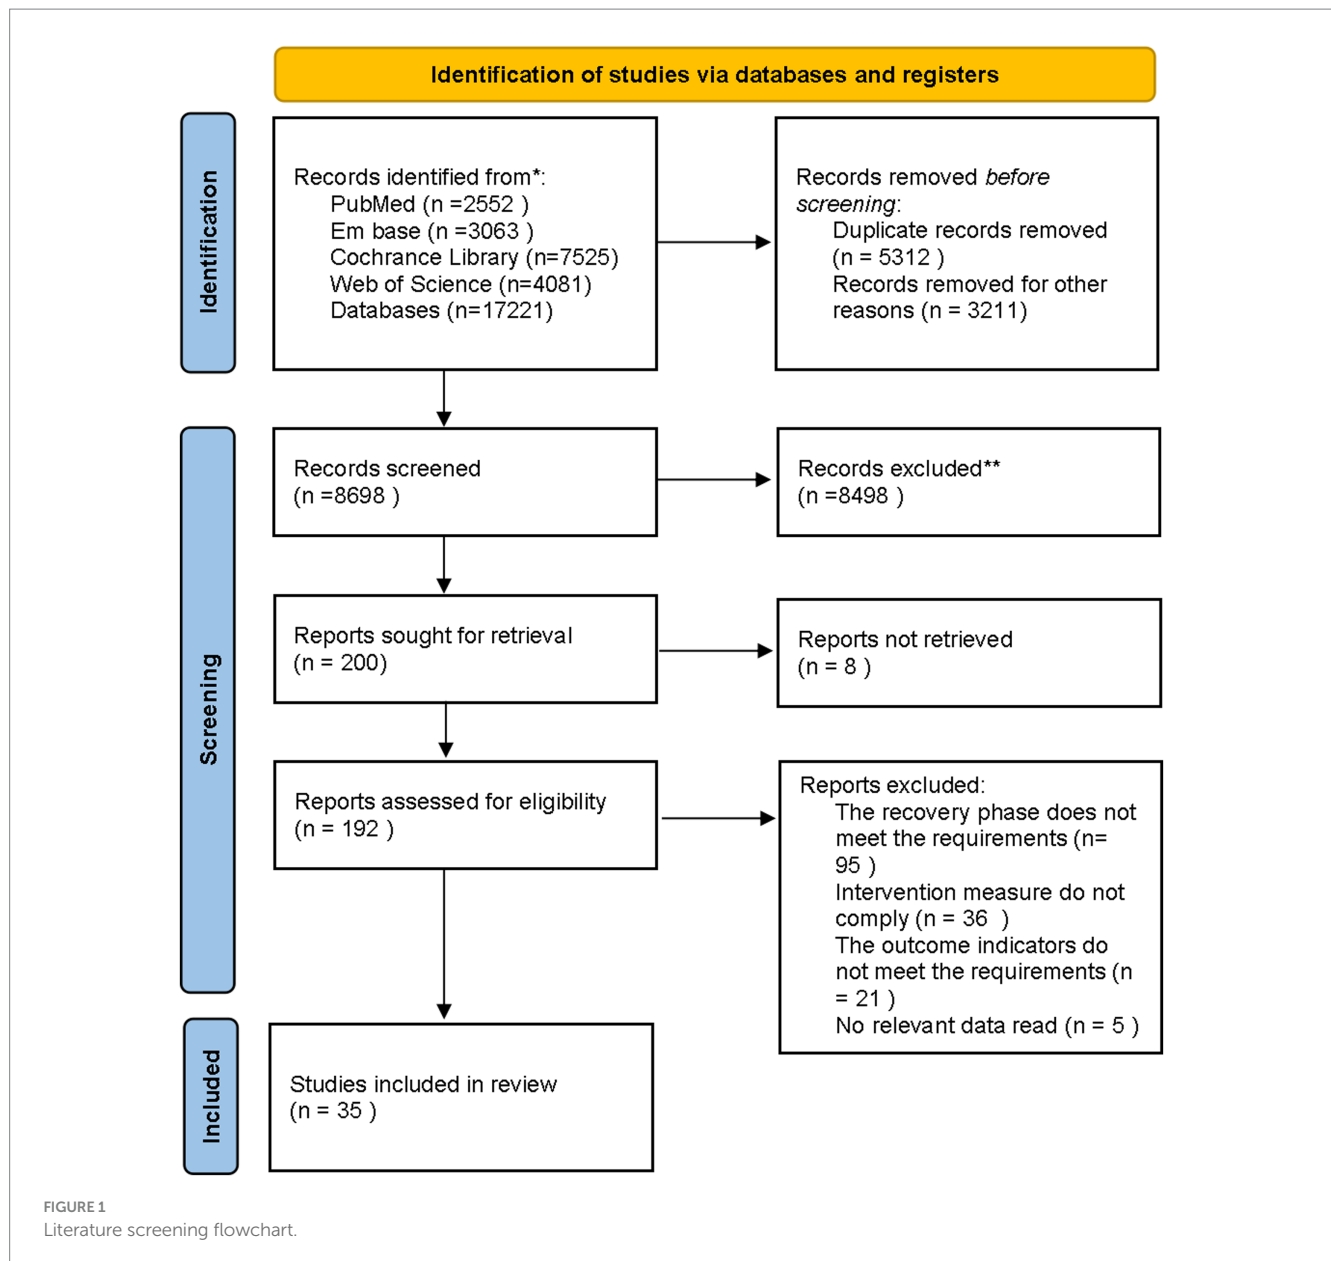 Identification of studies via databases and registers
Identification
Records identified from*:
PubMed (n =2552 )
Em base (n =3063 )
Cochrance Library (n=7525)
Web of Science (n=4081)
Databases (n=17221)
Records removed before
screening:
Duplicate records removed
(n = 5312 )
Records removed for other
reasons (n = 3211)
Screening
Records screened
(n =8698 )
Records excluded**
(n =8498 )
Reports sought for retrieval
(n = 200)
Reports not retrieved
(n = 8 )
Reports assessed for eligibility
(n = 192 )
Reports excluded:
The recovery phase does not
meet the requirements (n=
95 )
Intervention measure do not
comply (n = 36 )
The outcome indicators do
not meet the requirements (n
= 21 )
No relevant data read (n = 5 )
Included
Studies included in review
(n = 35 )
FIGURE 1
Literature screening flowchart.